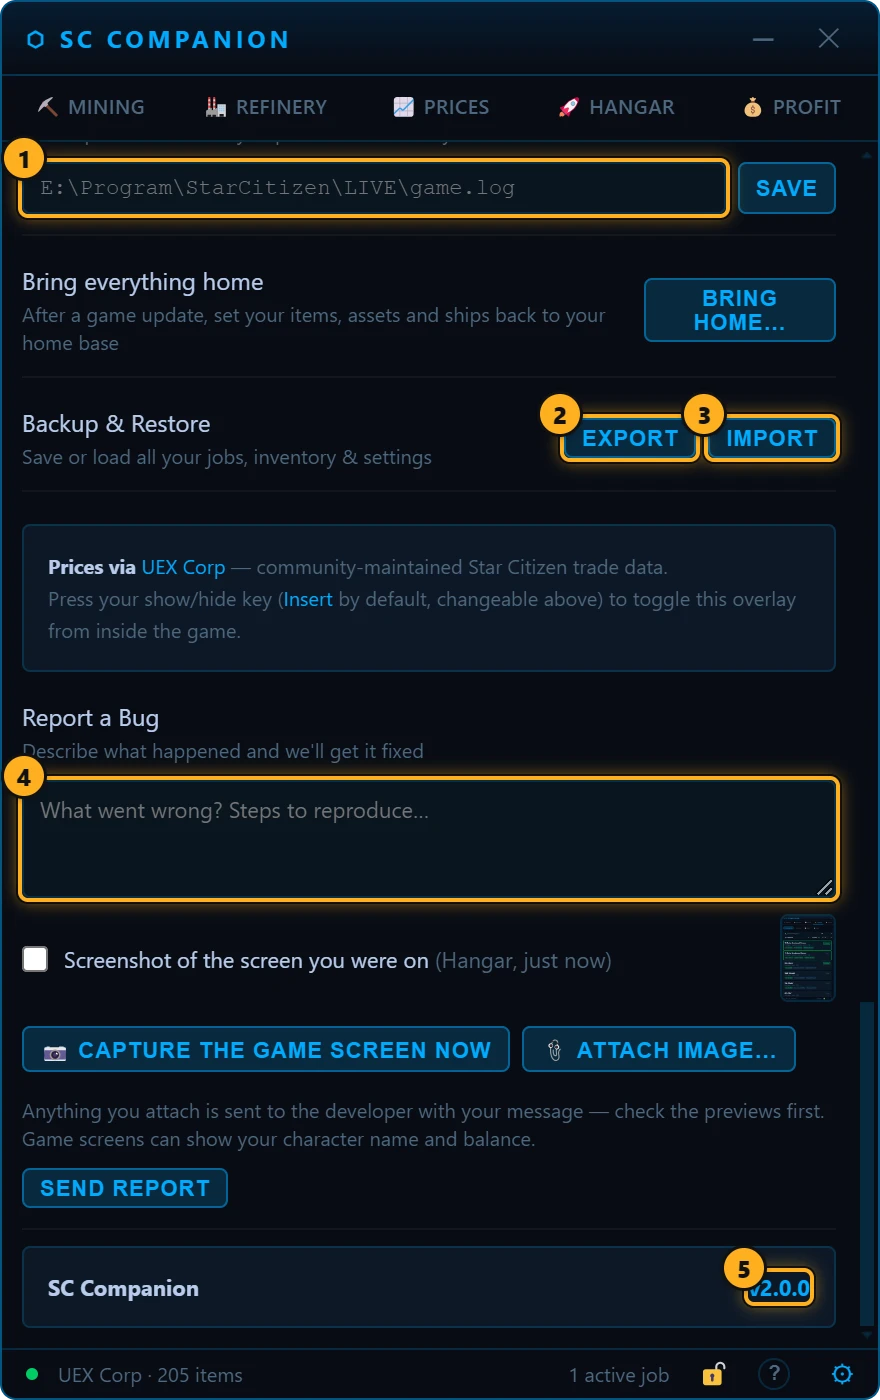 SC COMPANION
MINING
REFINERY
PRICES
HANGAR
PROFIT
1
E:\Program\StarCitizen\LIVE\game.log
SAVE
Bring everything home
After a game update, set your items, assets and ships back to your
home base
BRING
HOME…
2
3
Backup & Restore
EXPORT
IMPORT
Save or load all your jobs, inventory & settings
Prices via UEX Corp — community-maintained Star Citizen trade data.
Press your show/hide key (Insert by default, changeable above) to toggle this overlay
from inside the game.
Report a Bug
Describe what happened and we'll get it fixed
4
What went wrong? Steps to reproduce…
Screenshot of the screen you were on (Hangar, just now)
CAPTURE THE GAME SCREEN NOW
ATTACH IMAGE…
Anything you attach is sent to the developer with your message — check the previews first.
Game screens can show your character name and balance.
SEND REPORT
5
SC Companion
v2.0.0
UEX Corp · 205 items
1 active job
?